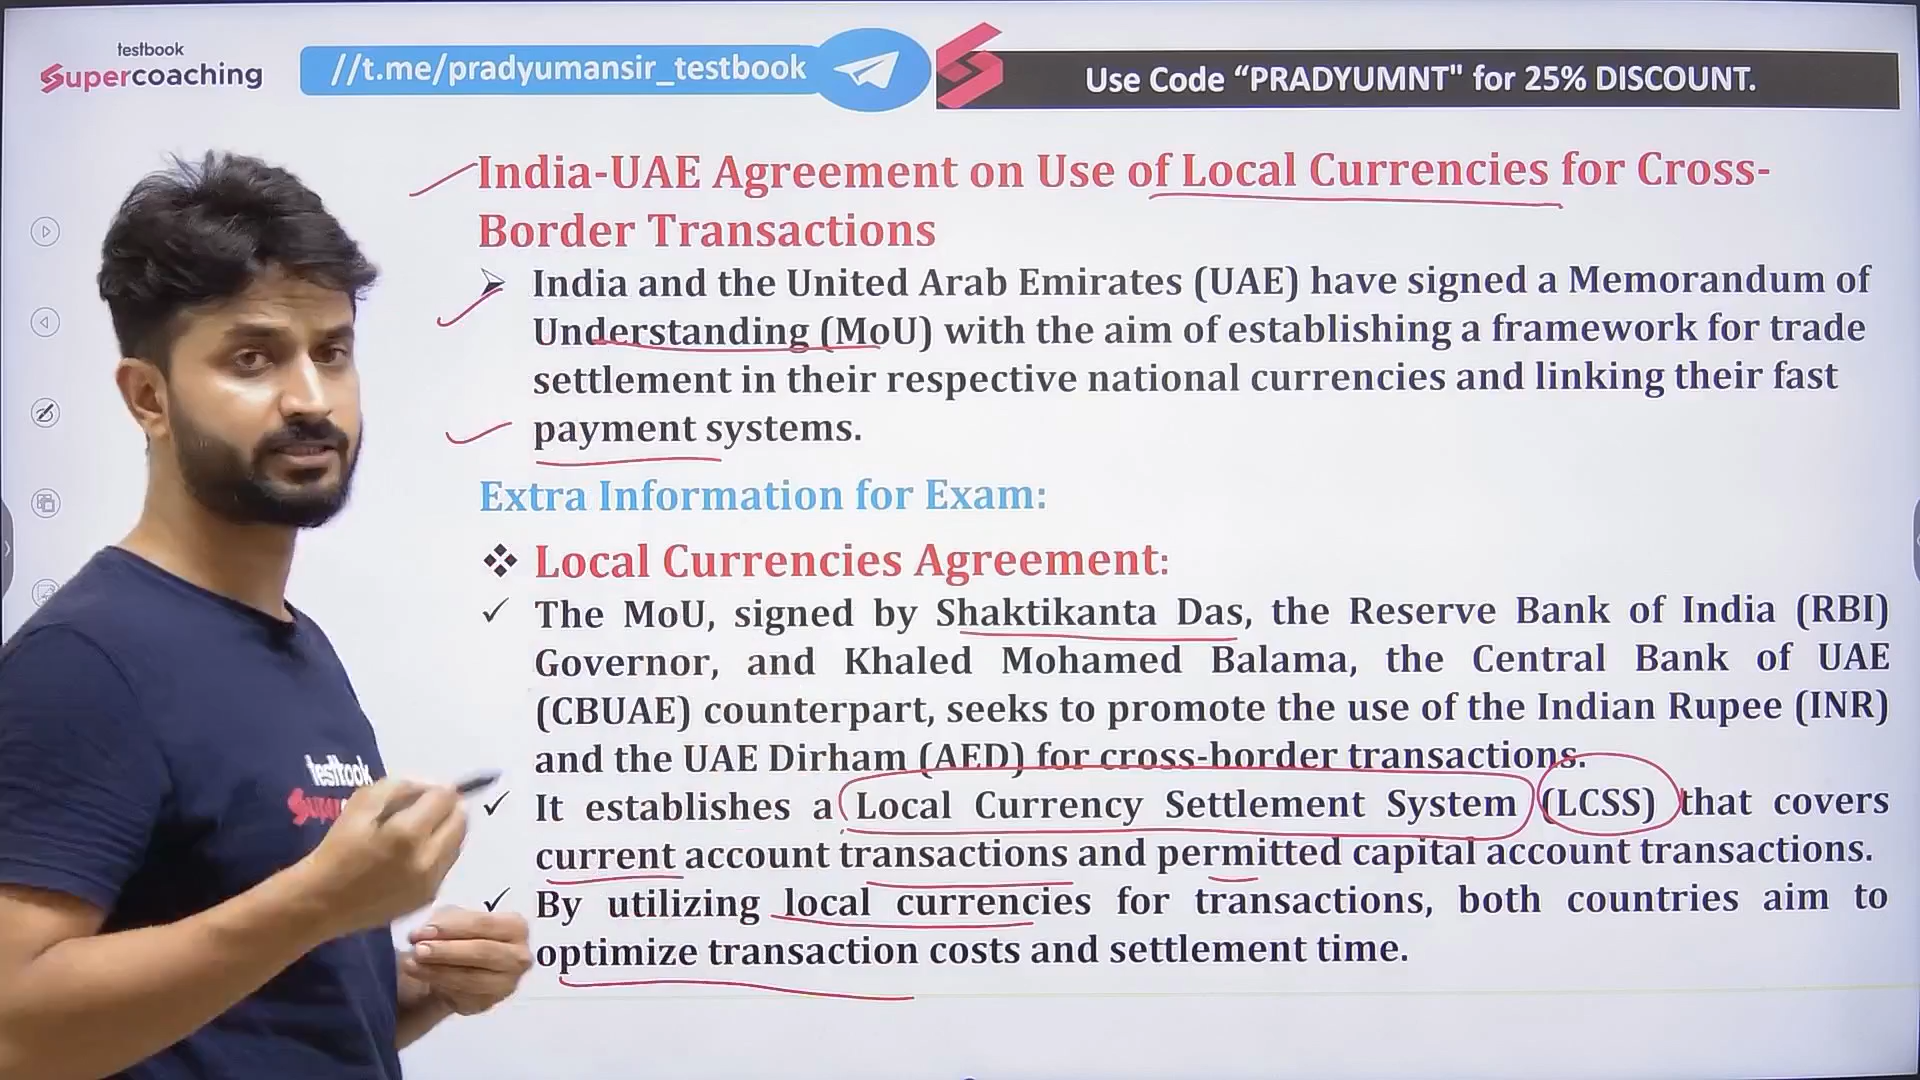 testbook
Supercoaching
//t.me/pradyumansir_testbook
Use Code “PRADYUMNT" for 25% DISCOUNT.
India-UAE Agreement on Use of Local Currencies for Cross-
Border Transactions
➢ India and the United Arab Emirates (UAE) have signed a Memorandum of
Understanding (MoU) with the aim of establishing a framework for trade
settlement in their respective national currencies and linking their fast
payment systems.
Extra Information for Exam:
❖ Local Currencies Agreement:
✓ The MoU, signed by Shaktikanta Das, the Reserve Bank of India (RBI)
Governor, and Khaled Mohamed Balama, the Central Bank of UAE
(CBUAE) counterpart, seeks to promote the use of the Indian Rupee (INR)
and the UAE Dirham (AED) for cross-border transactions.
✓ It establishes a Local Currency Settlement System (LCSS) that covers
current account transactions and permitted capital account transactions.
✓ By utilizing local currencies for transactions, both countries aim to
optimize transaction costs and settlement time.
testbook